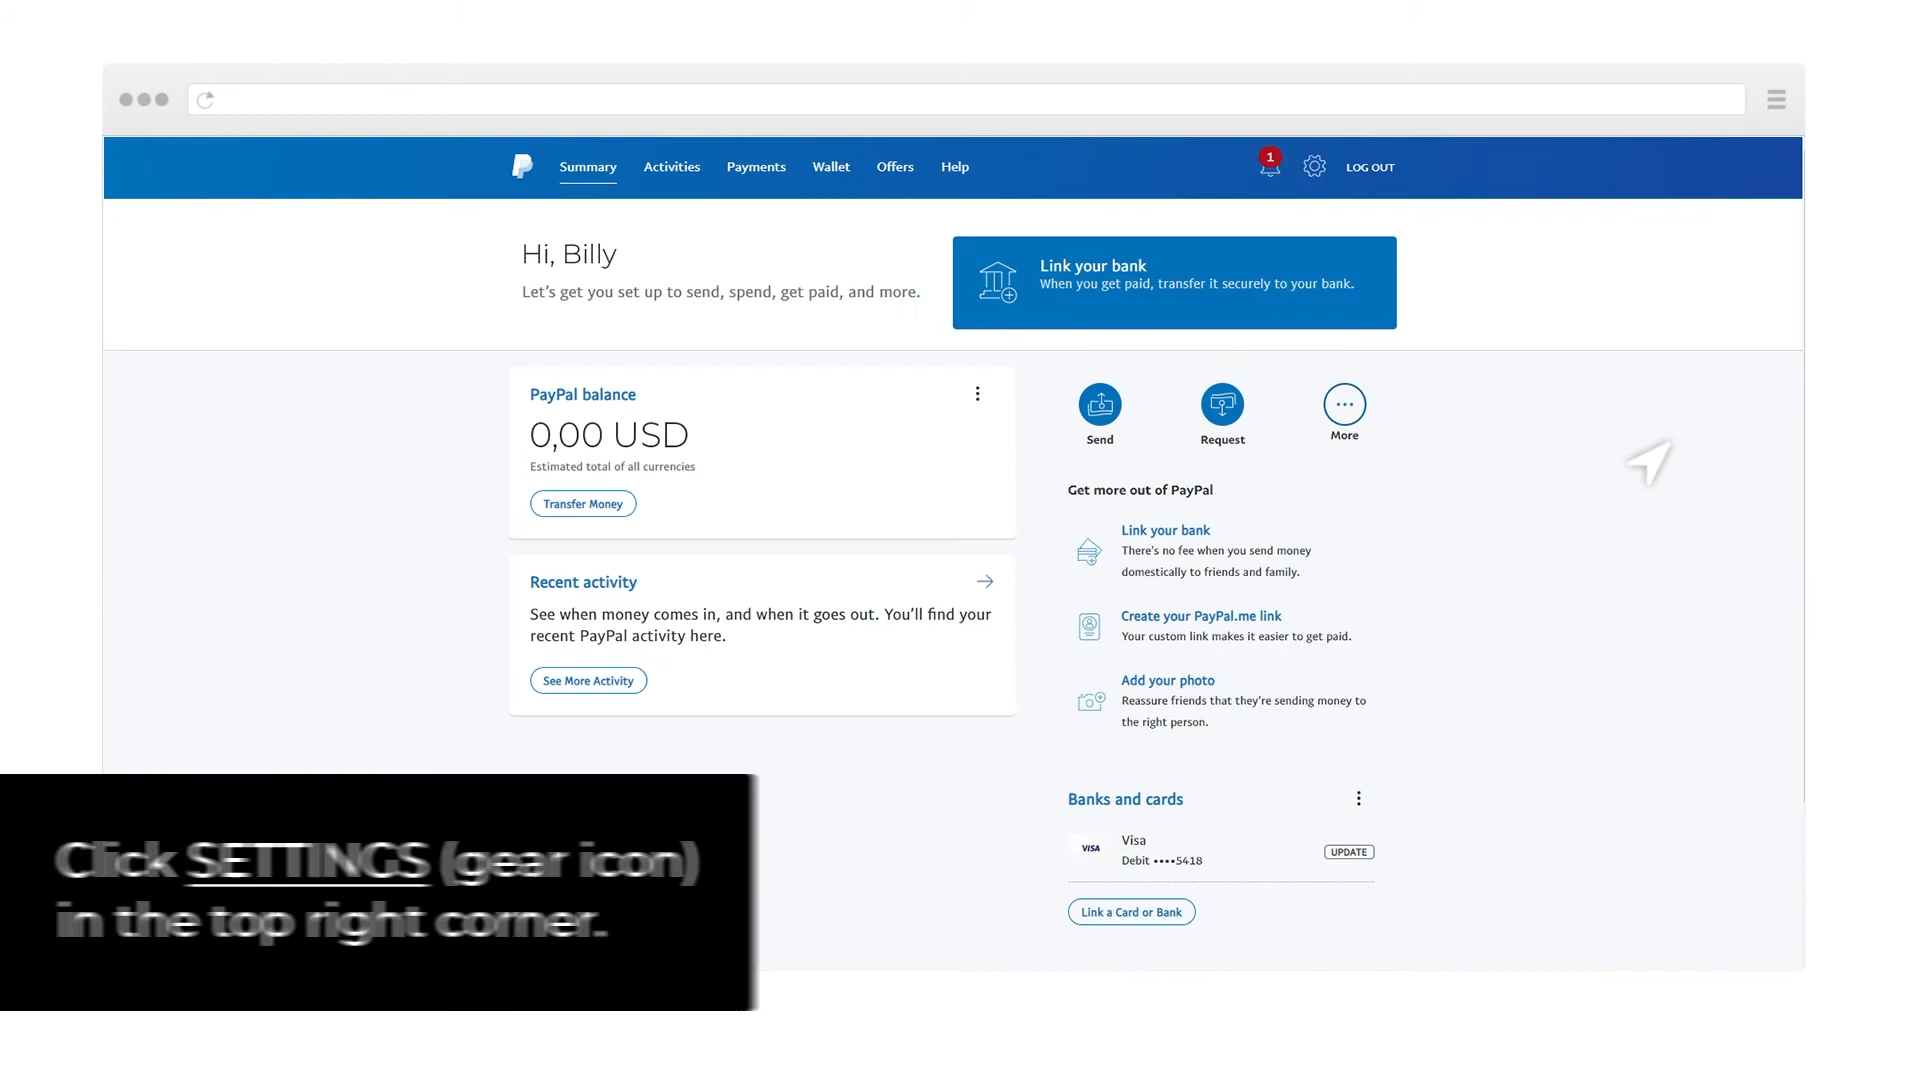 Summary
Activities
Payments
Wallet
Offers
Help
1
LOG OUT
Hi, Billy
Let's get you set up to send, spend, get paid, and more.
Link your bank
When you get paid, transfer it securely to your bank.
PayPal balance
0,00 USD
Estimated total of all currencies
Transfer Money
Recent activity
See when money comes in, and when it goes out. You'll find your
recent PayPal activity here.
See More Activity
Send
Request
More
Get more out of PayPal
Link your bank
There's no fee when you send money
domestically to friends and family.
Create your PayPal.me link
Your custom link makes it easier to get paid.
Add your photo
Reassure friends that they're sending money to
the right person.
Banks and cards
VISA
Visa
Debit ••••5418
UPDATE
Link a Card or Bank
Click SETTINGS (gear icon)
in the top right corner.